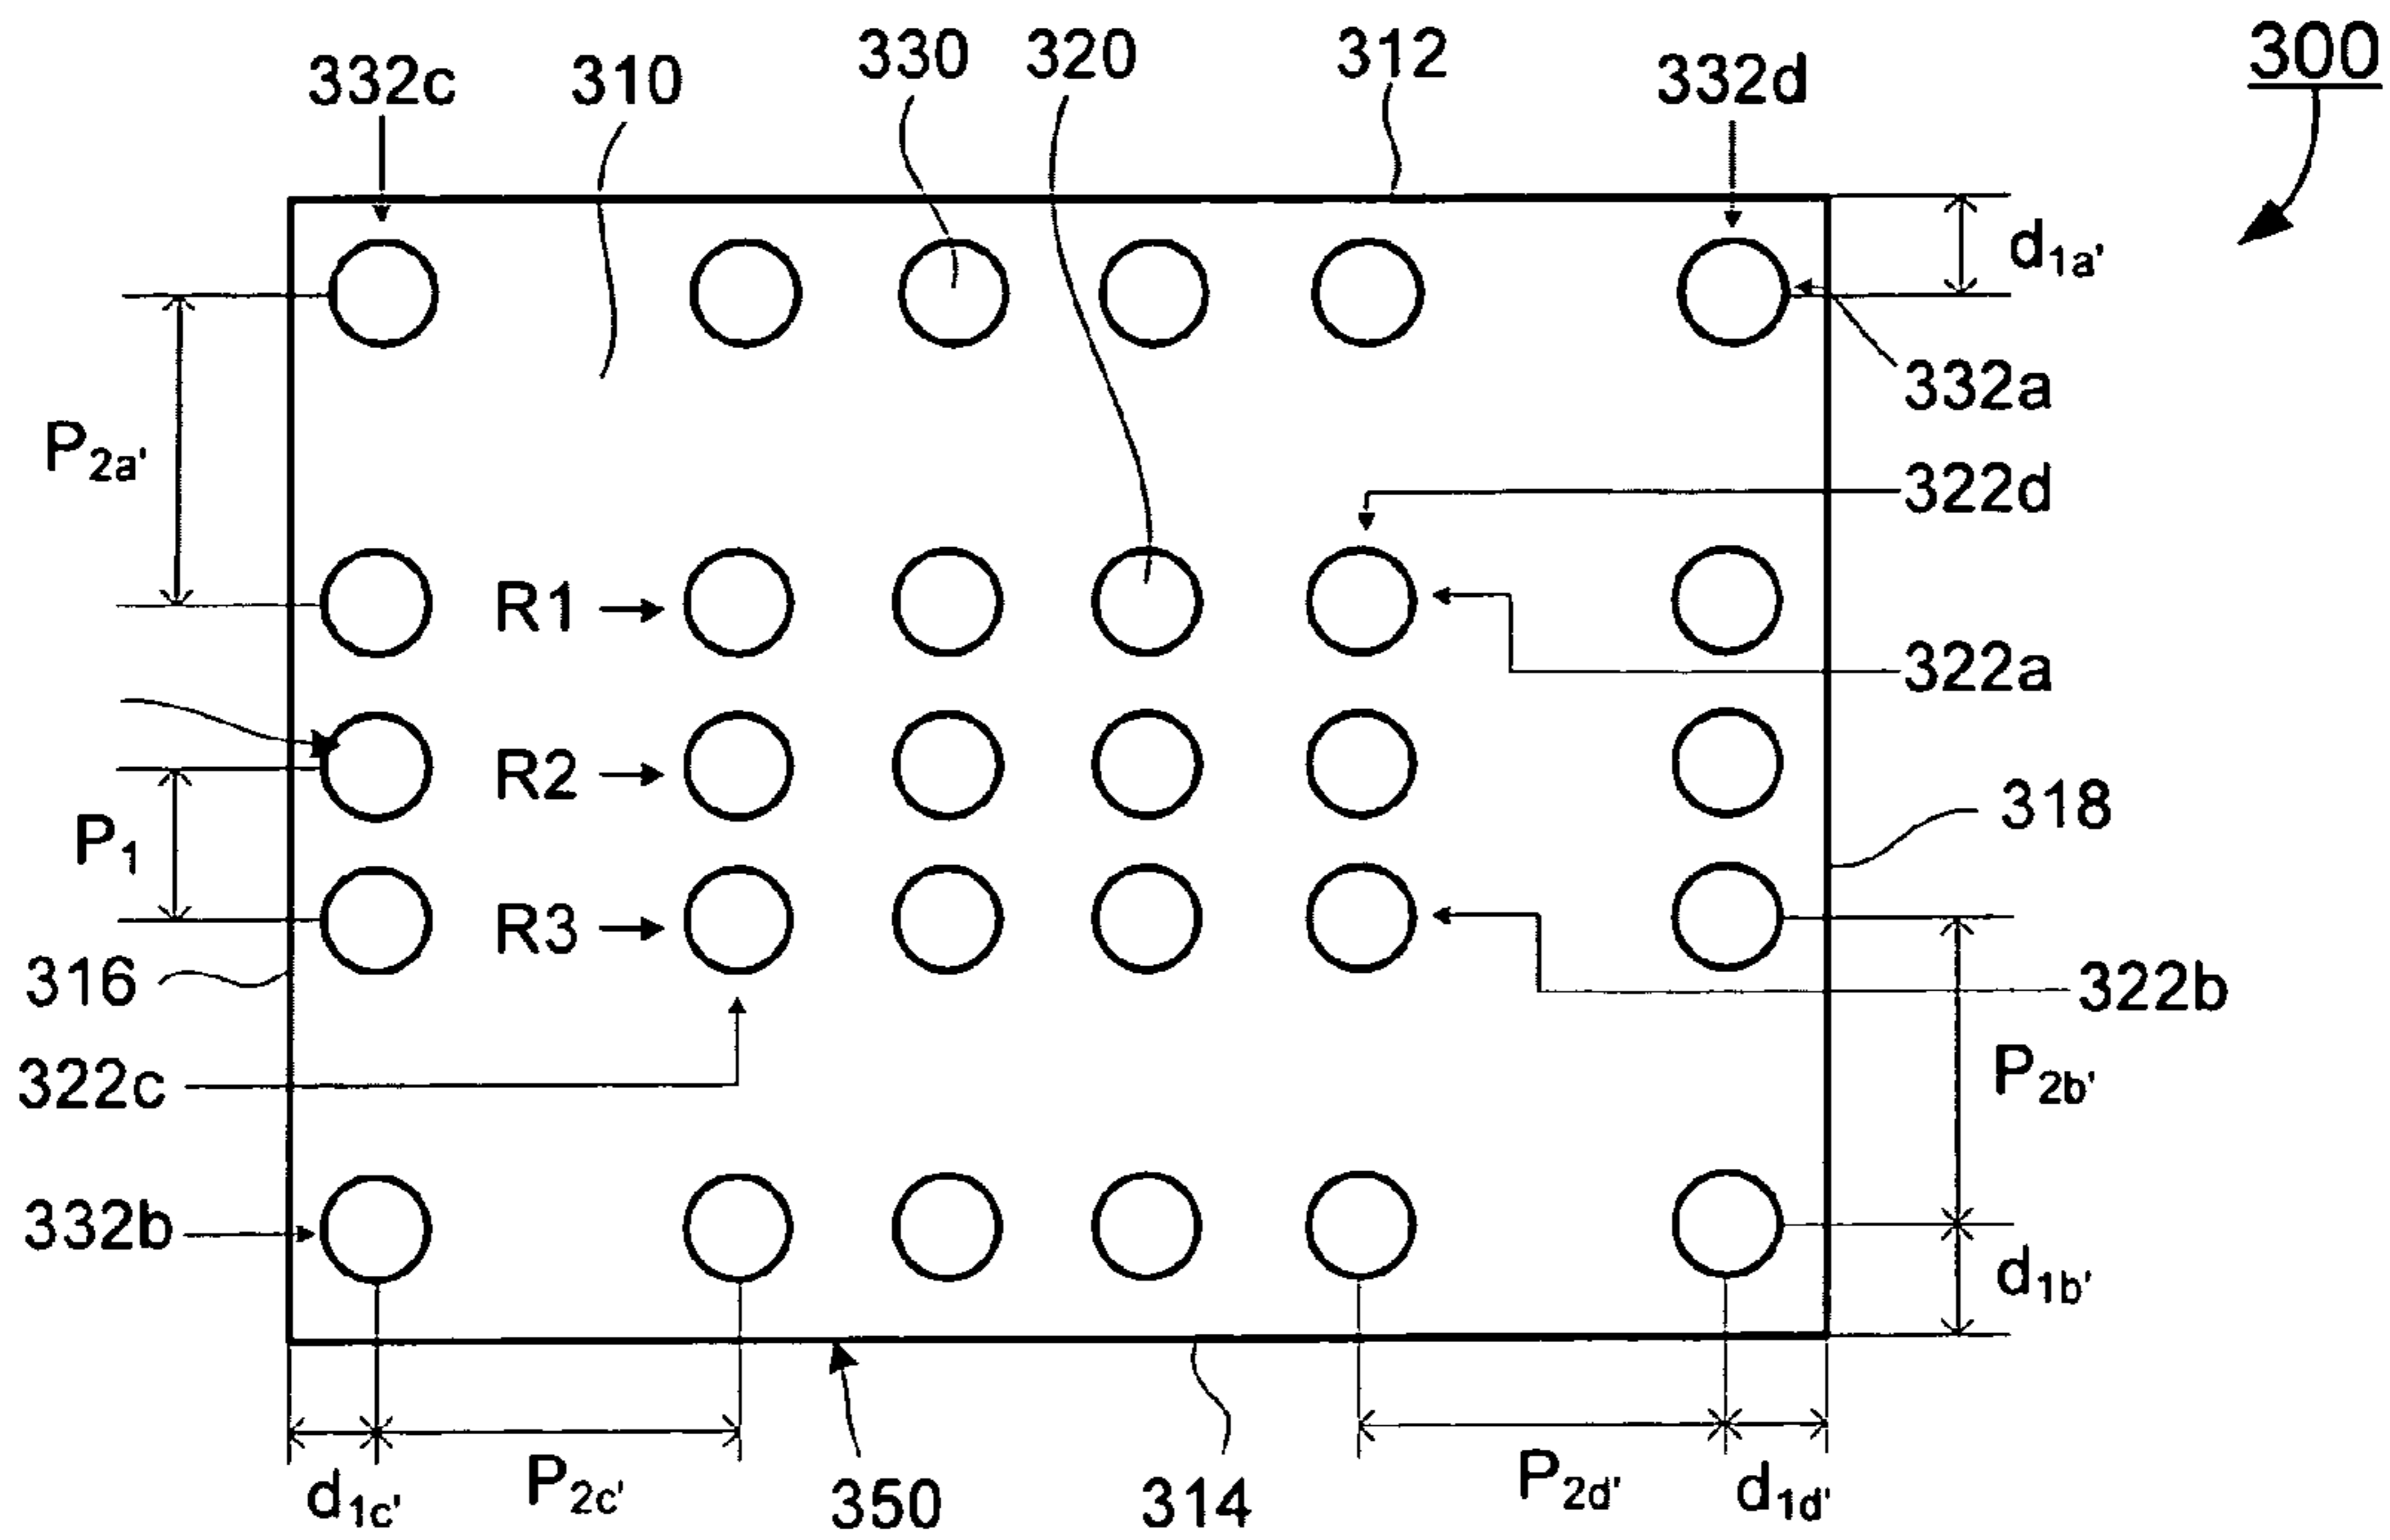 300
332c
310
330
320
312
332d
d1a'
332a
P2a'
322d
R1
322a
R2
318
P1
R3
316
322b
322c
P2b'
332b
d1b'
d1c'
P2c'
350
314
P2d'
d1d'